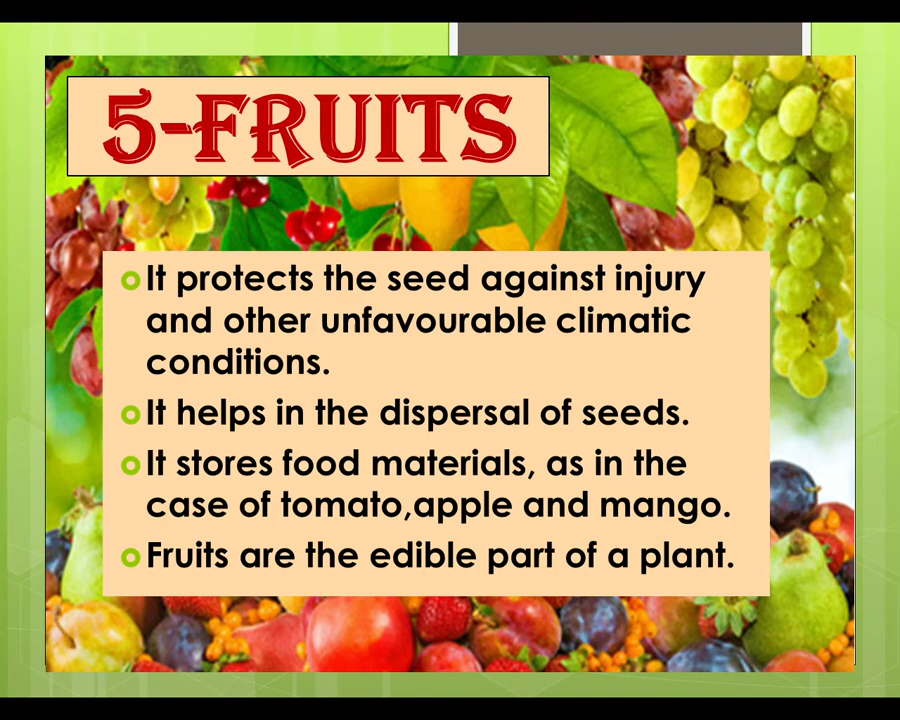 5-FRUITS
It protects the seed against injury
and other unfavourable climatic
conditions.
It helps in the dispersal of seeds.
It stores food materials, as in the
case of tomato,apple and mango.
Fruits are the edible part of a plant.